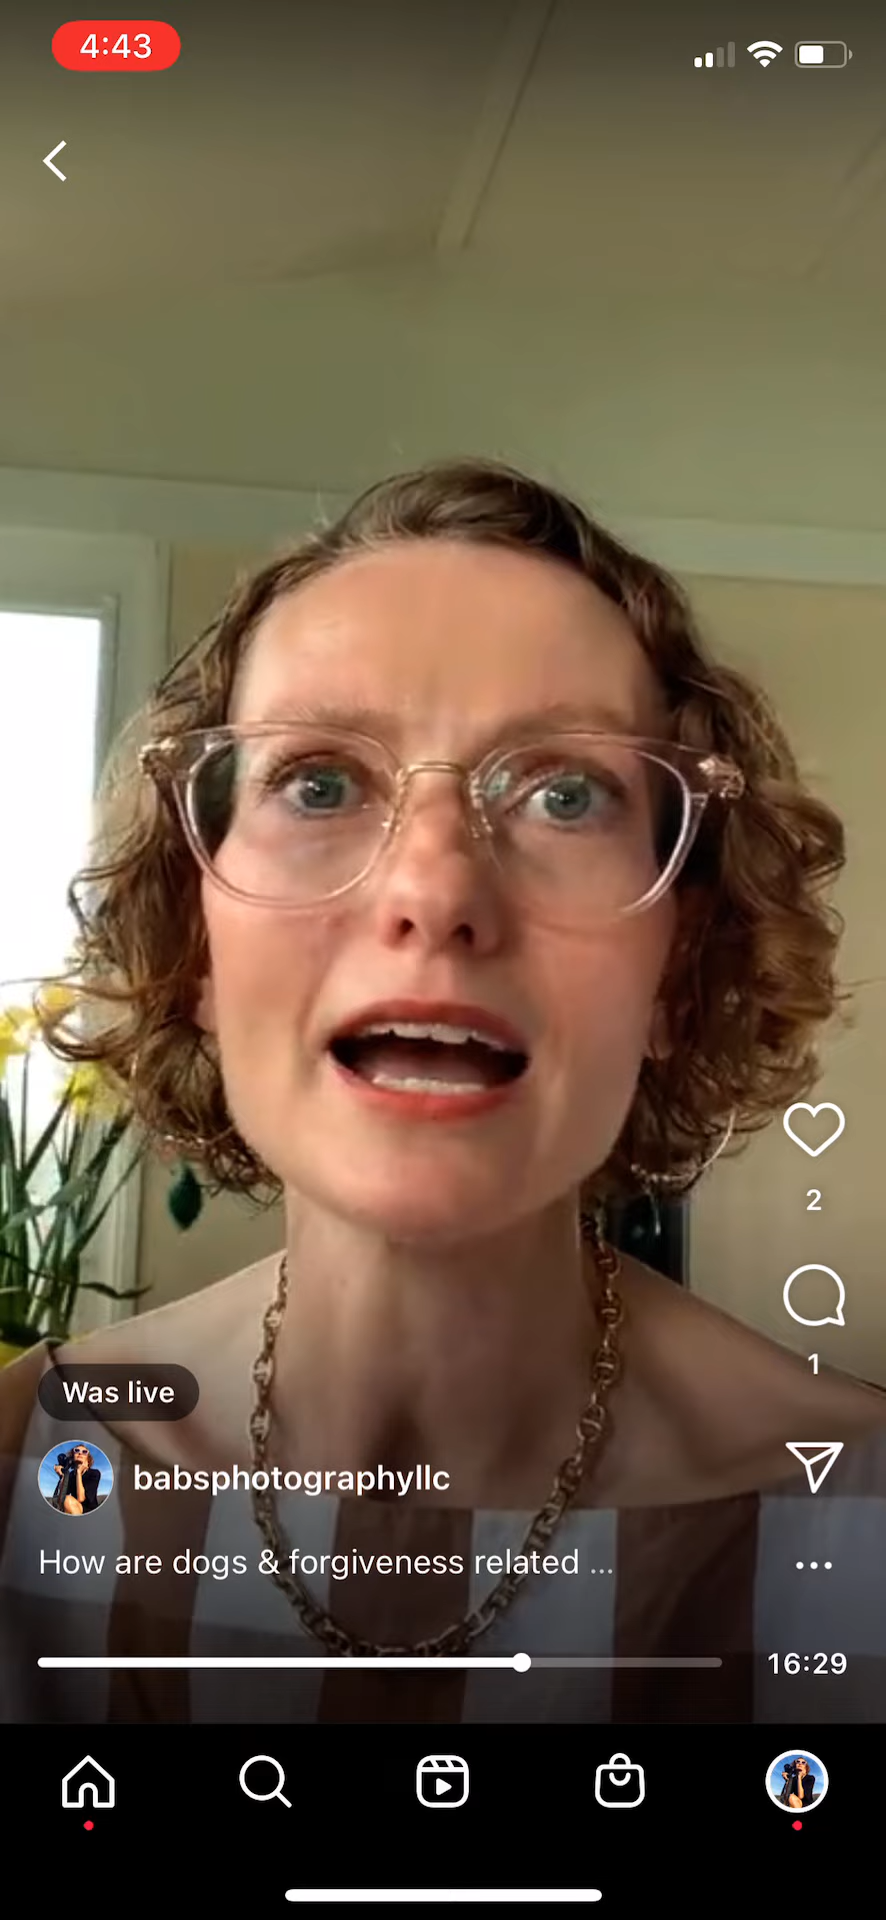 4:43
2
1
Was live
babsphotographyllc
How are dogs & forgiveness related ...
16:29